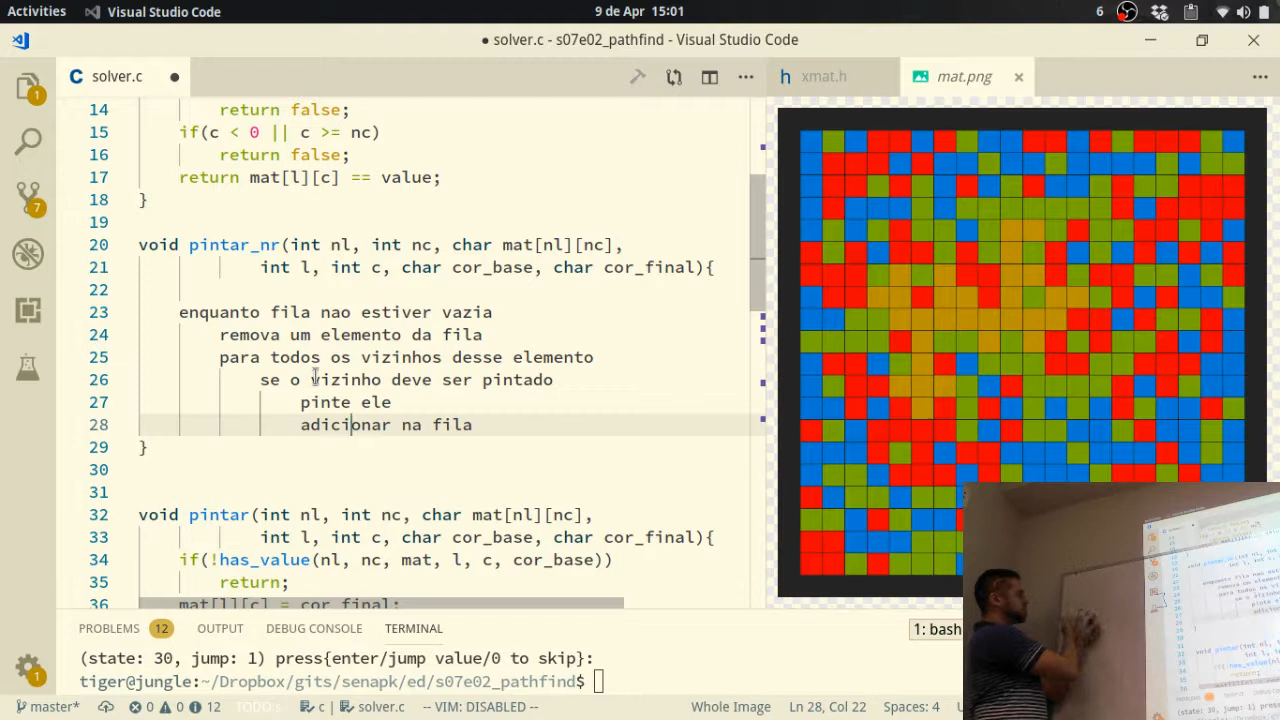 Activities Visual Studio Code 9 de Apr 15:01 6
● solver.c - s07e02_pathfind - Visual Studio Code
C solver.c ● h xmat.h mat.png
14 return false;
15 if(c < 0 || c >= nc)
16 return false;
17 return mat[l][c] == value;
18 }
19
20 void pintar_nr(int nl, int nc, char mat[nl][nc],
21 int l, int c, char cor_base, char cor_final){
22
23 enquanto fila nao estiver vazia
24 remova um elemento da fila
25 para todos os vizinhos desse elemento
26 se o vizinho deve ser pintado
27 pinte ele
28 adicionar na fila
29 }
30
31
32 void pintar(int nl, int nc, char mat[nl][nc],
33 int l, int c, char cor_base, char cor_final){
34 if(!has_value(nl, nc, mat, l, c, cor_base))
35 return;
36 mat[l][c] = cor_final;
1
7
1
PROBLEMS 12 OUTPUT DEBUG CONSOLE TERMINAL 1: bash
(state: 30, jump: 1) press{enter/jump value/0 to skip}:
tiger@jungle:~/Dropbox/gits/senapk/ed/s07e02_pathfind$
master* 0 0 12 TODO solver.c -- VIM: DISABLED -- Whole Image Ln 28, Col 22 Spaces: 4